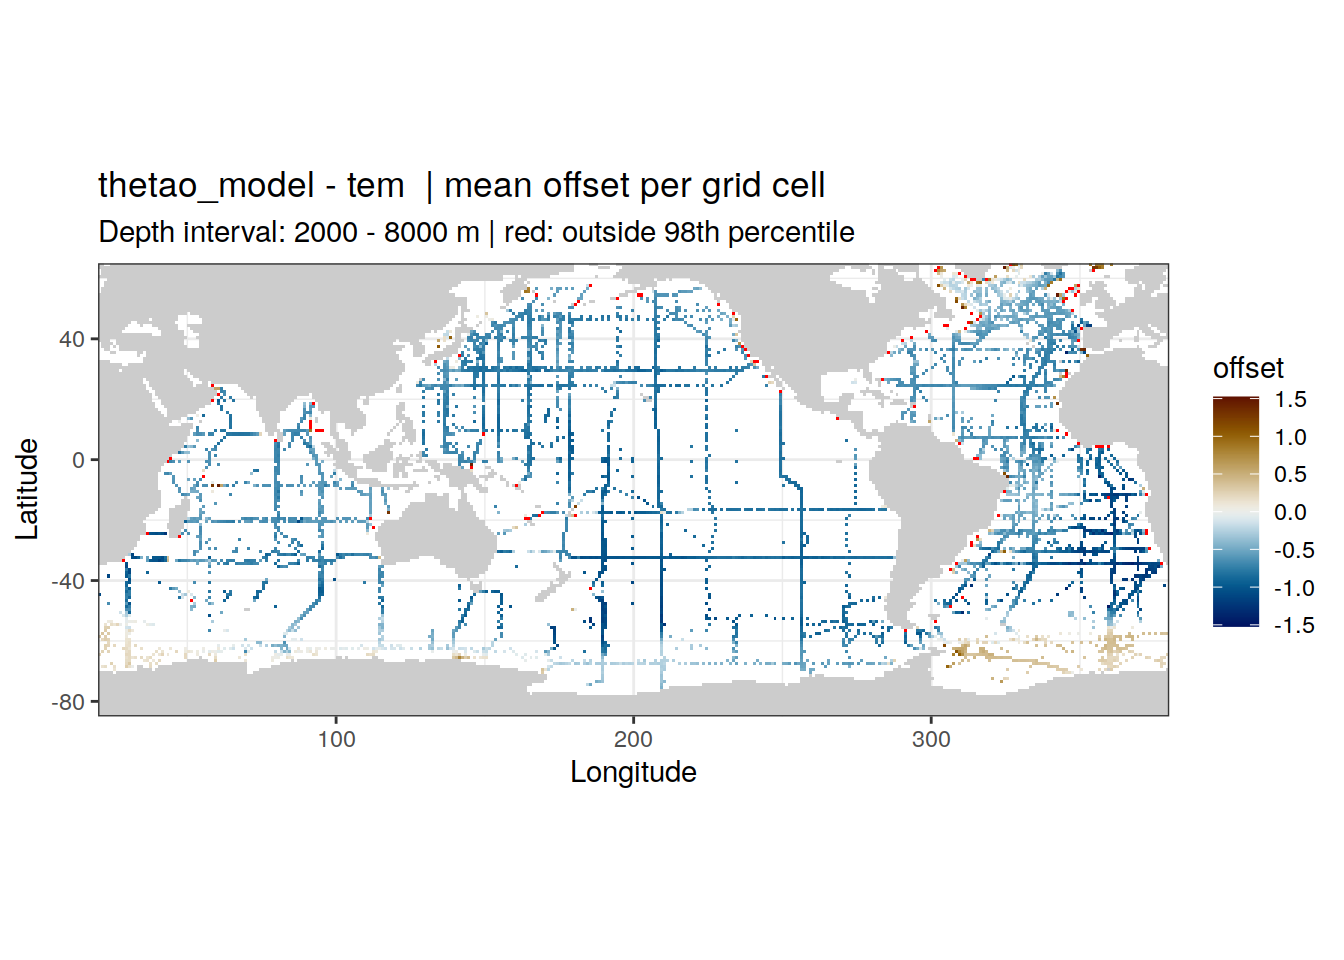 thetao_model - tem  | mean offset per grid cell
Depth interval: 2000 - 8000 m | red: outside 98th percentile
Latitude
40
0
-40
-80
100
200
300
Longitude
offset
1.5
1.0
0.5
0.0
-0.5
-1.0
-1.5